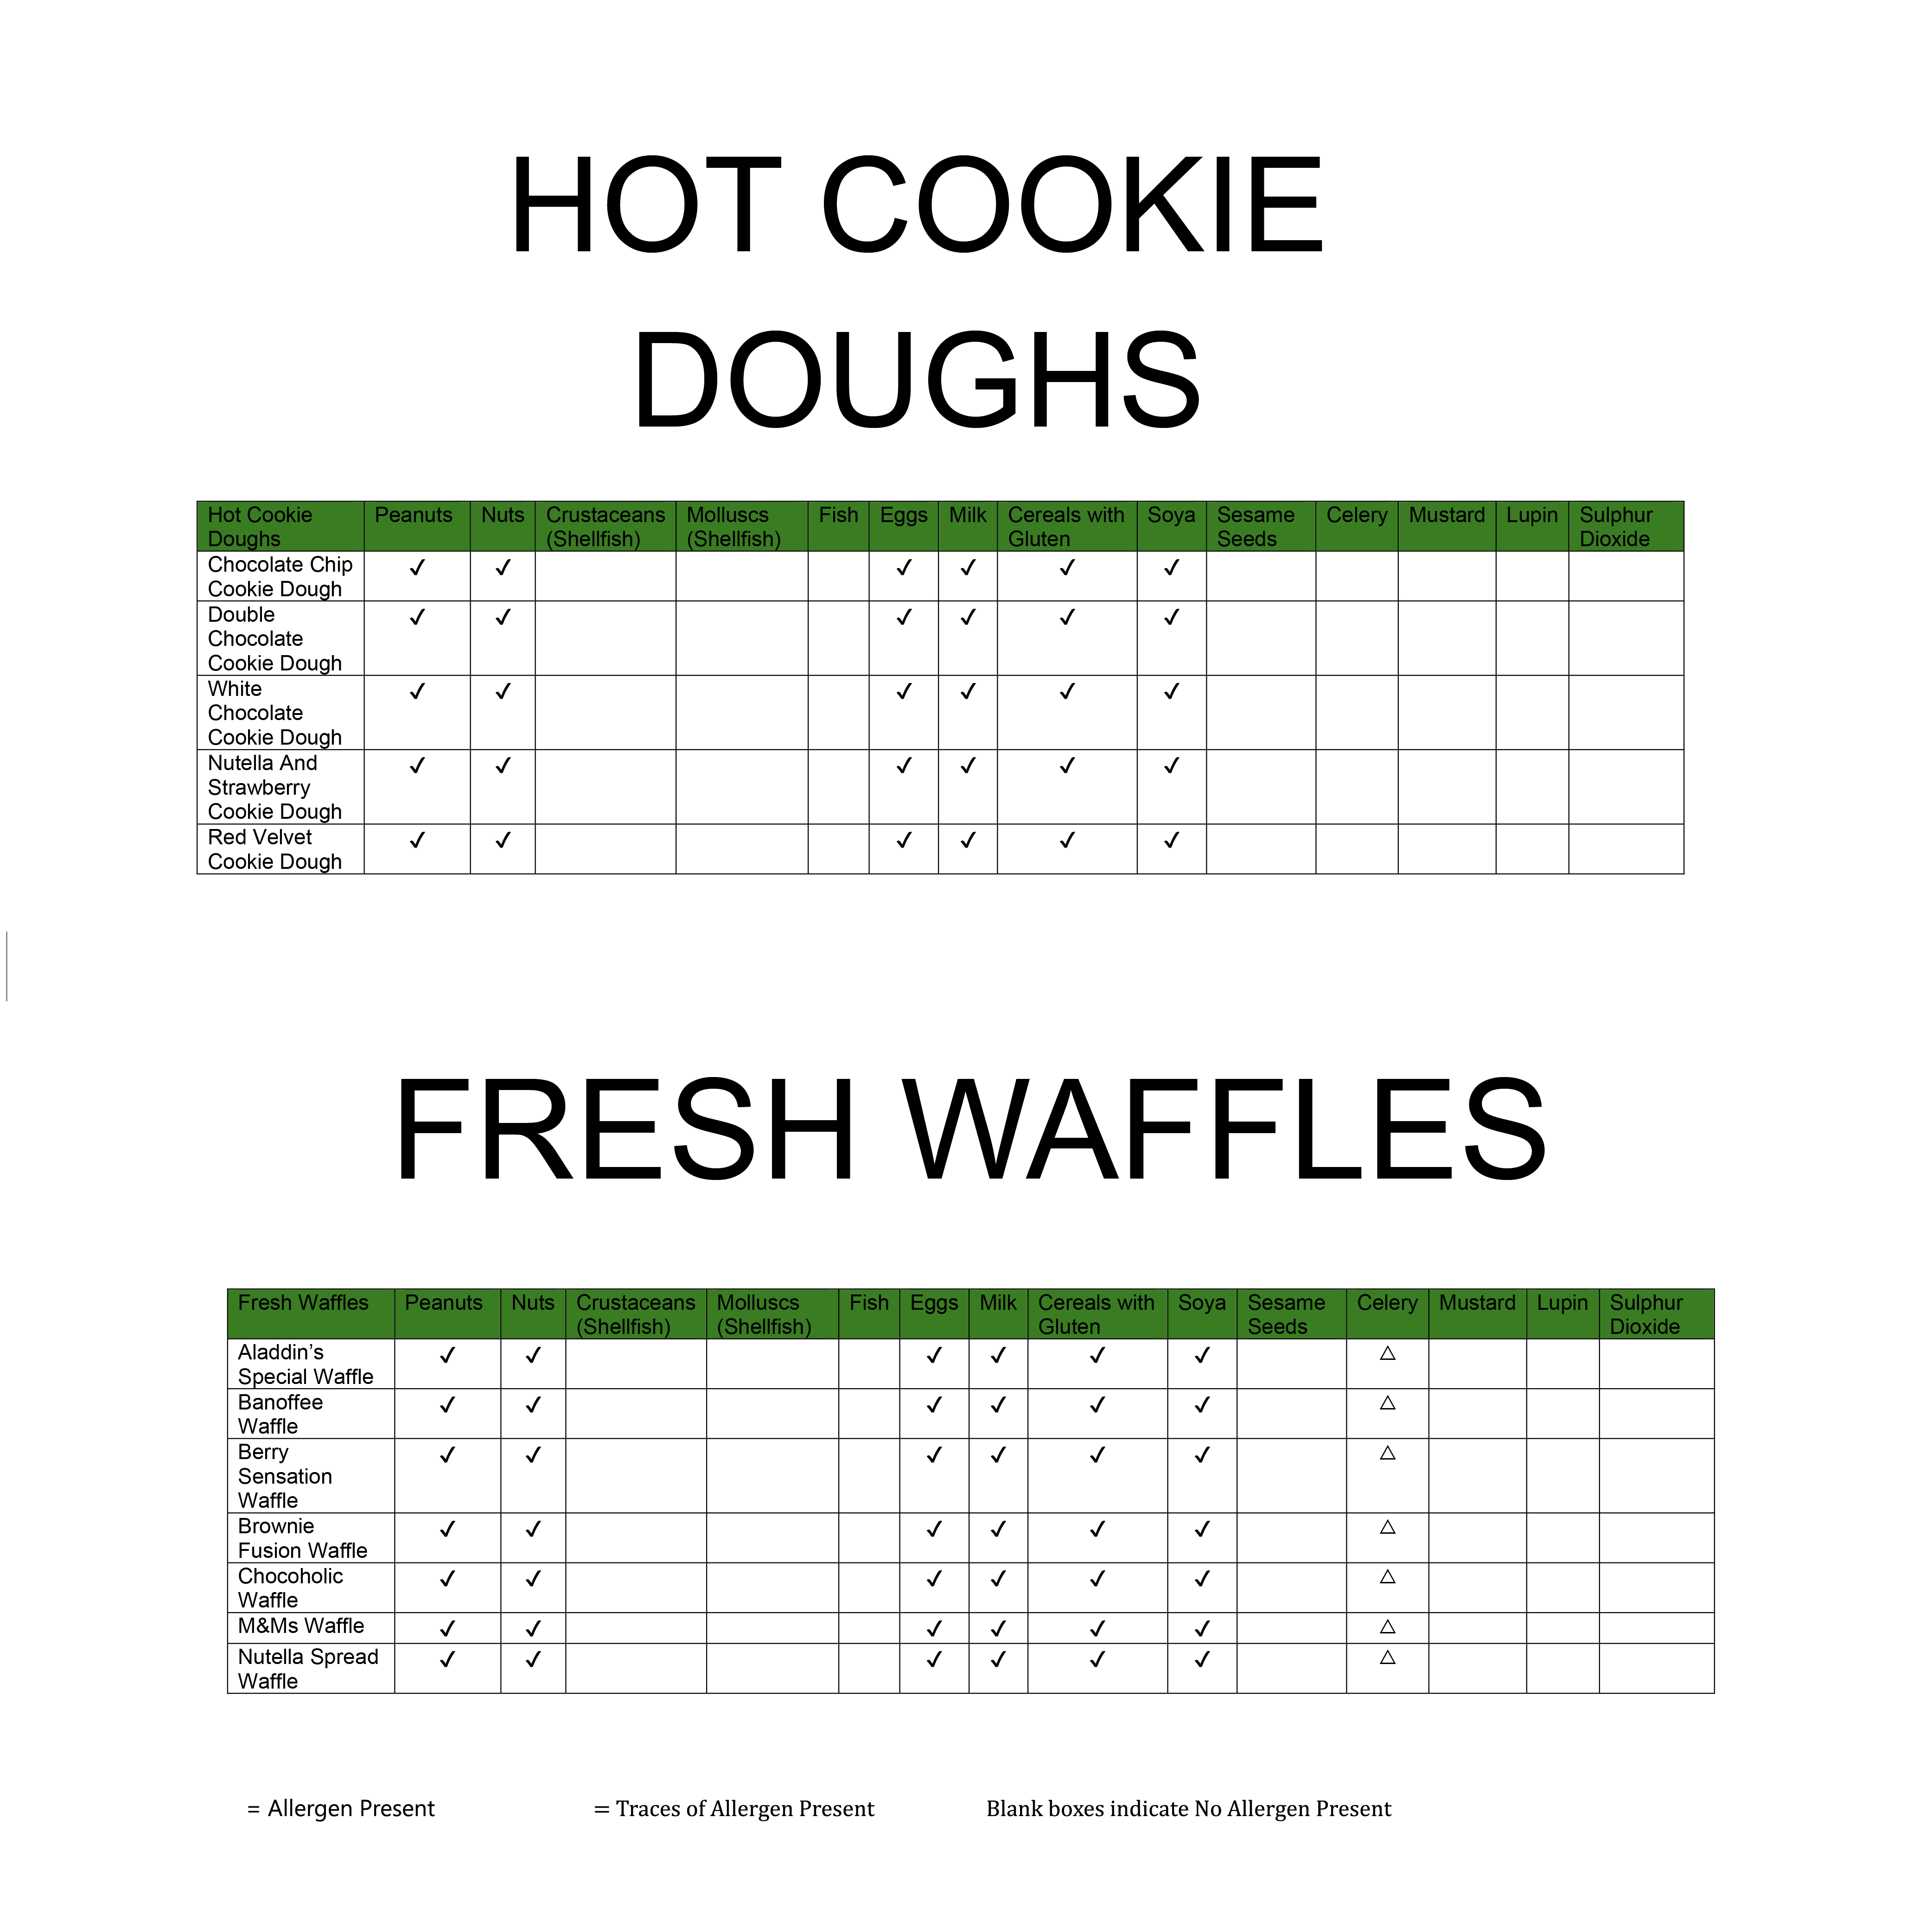 HOT COOKIE
DOUGHS
Hot Cookie Doughs Peanuts Nuts Crustaceans (Shellfish) Molluscs (Shellfish) Fish Eggs Milk Cereals with Gluten Soya Sesame Seeds Celery Mustard Lupin Sulphur Dioxide
Chocolate Chip Cookie Dough ✓ ✓ ✓ ✓ ✓ ✓
Double Chocolate Cookie Dough ✓ ✓ ✓ ✓ ✓ ✓
White Chocolate Cookie Dough ✓ ✓ ✓ ✓ ✓ ✓
Nutella And Strawberry Cookie Dough ✓ ✓ ✓ ✓ ✓ ✓
Red Velvet Cookie Dough ✓ ✓ ✓ ✓ ✓ ✓
FRESH WAFFLES
Fresh Waffles Peanuts Nuts Crustaceans (Shellfish) Molluscs (Shellfish) Fish Eggs Milk Cereals with Gluten Soya Sesame Seeds Celery Mustard Lupin Sulphur Dioxide
Aladdin’s Special Waffle ✓ ✓ ✓ ✓ ✓ ✓ △
Banoffee Waffle ✓ ✓ ✓ ✓ ✓ ✓ △
Berry Sensation Waffle ✓ ✓ ✓ ✓ ✓ ✓ △
Brownie Fusion Waffle ✓ ✓ ✓ ✓ ✓ ✓ △
Chocoholic Waffle ✓ ✓ ✓ ✓ ✓ ✓ △
M&Ms Waffle ✓ ✓ ✓ ✓ ✓ ✓ △
Nutella Spread Waffle ✓ ✓ ✓ ✓ ✓ ✓ △
= Allergen Present = Traces of Allergen Present Blank boxes indicate No Allergen Present